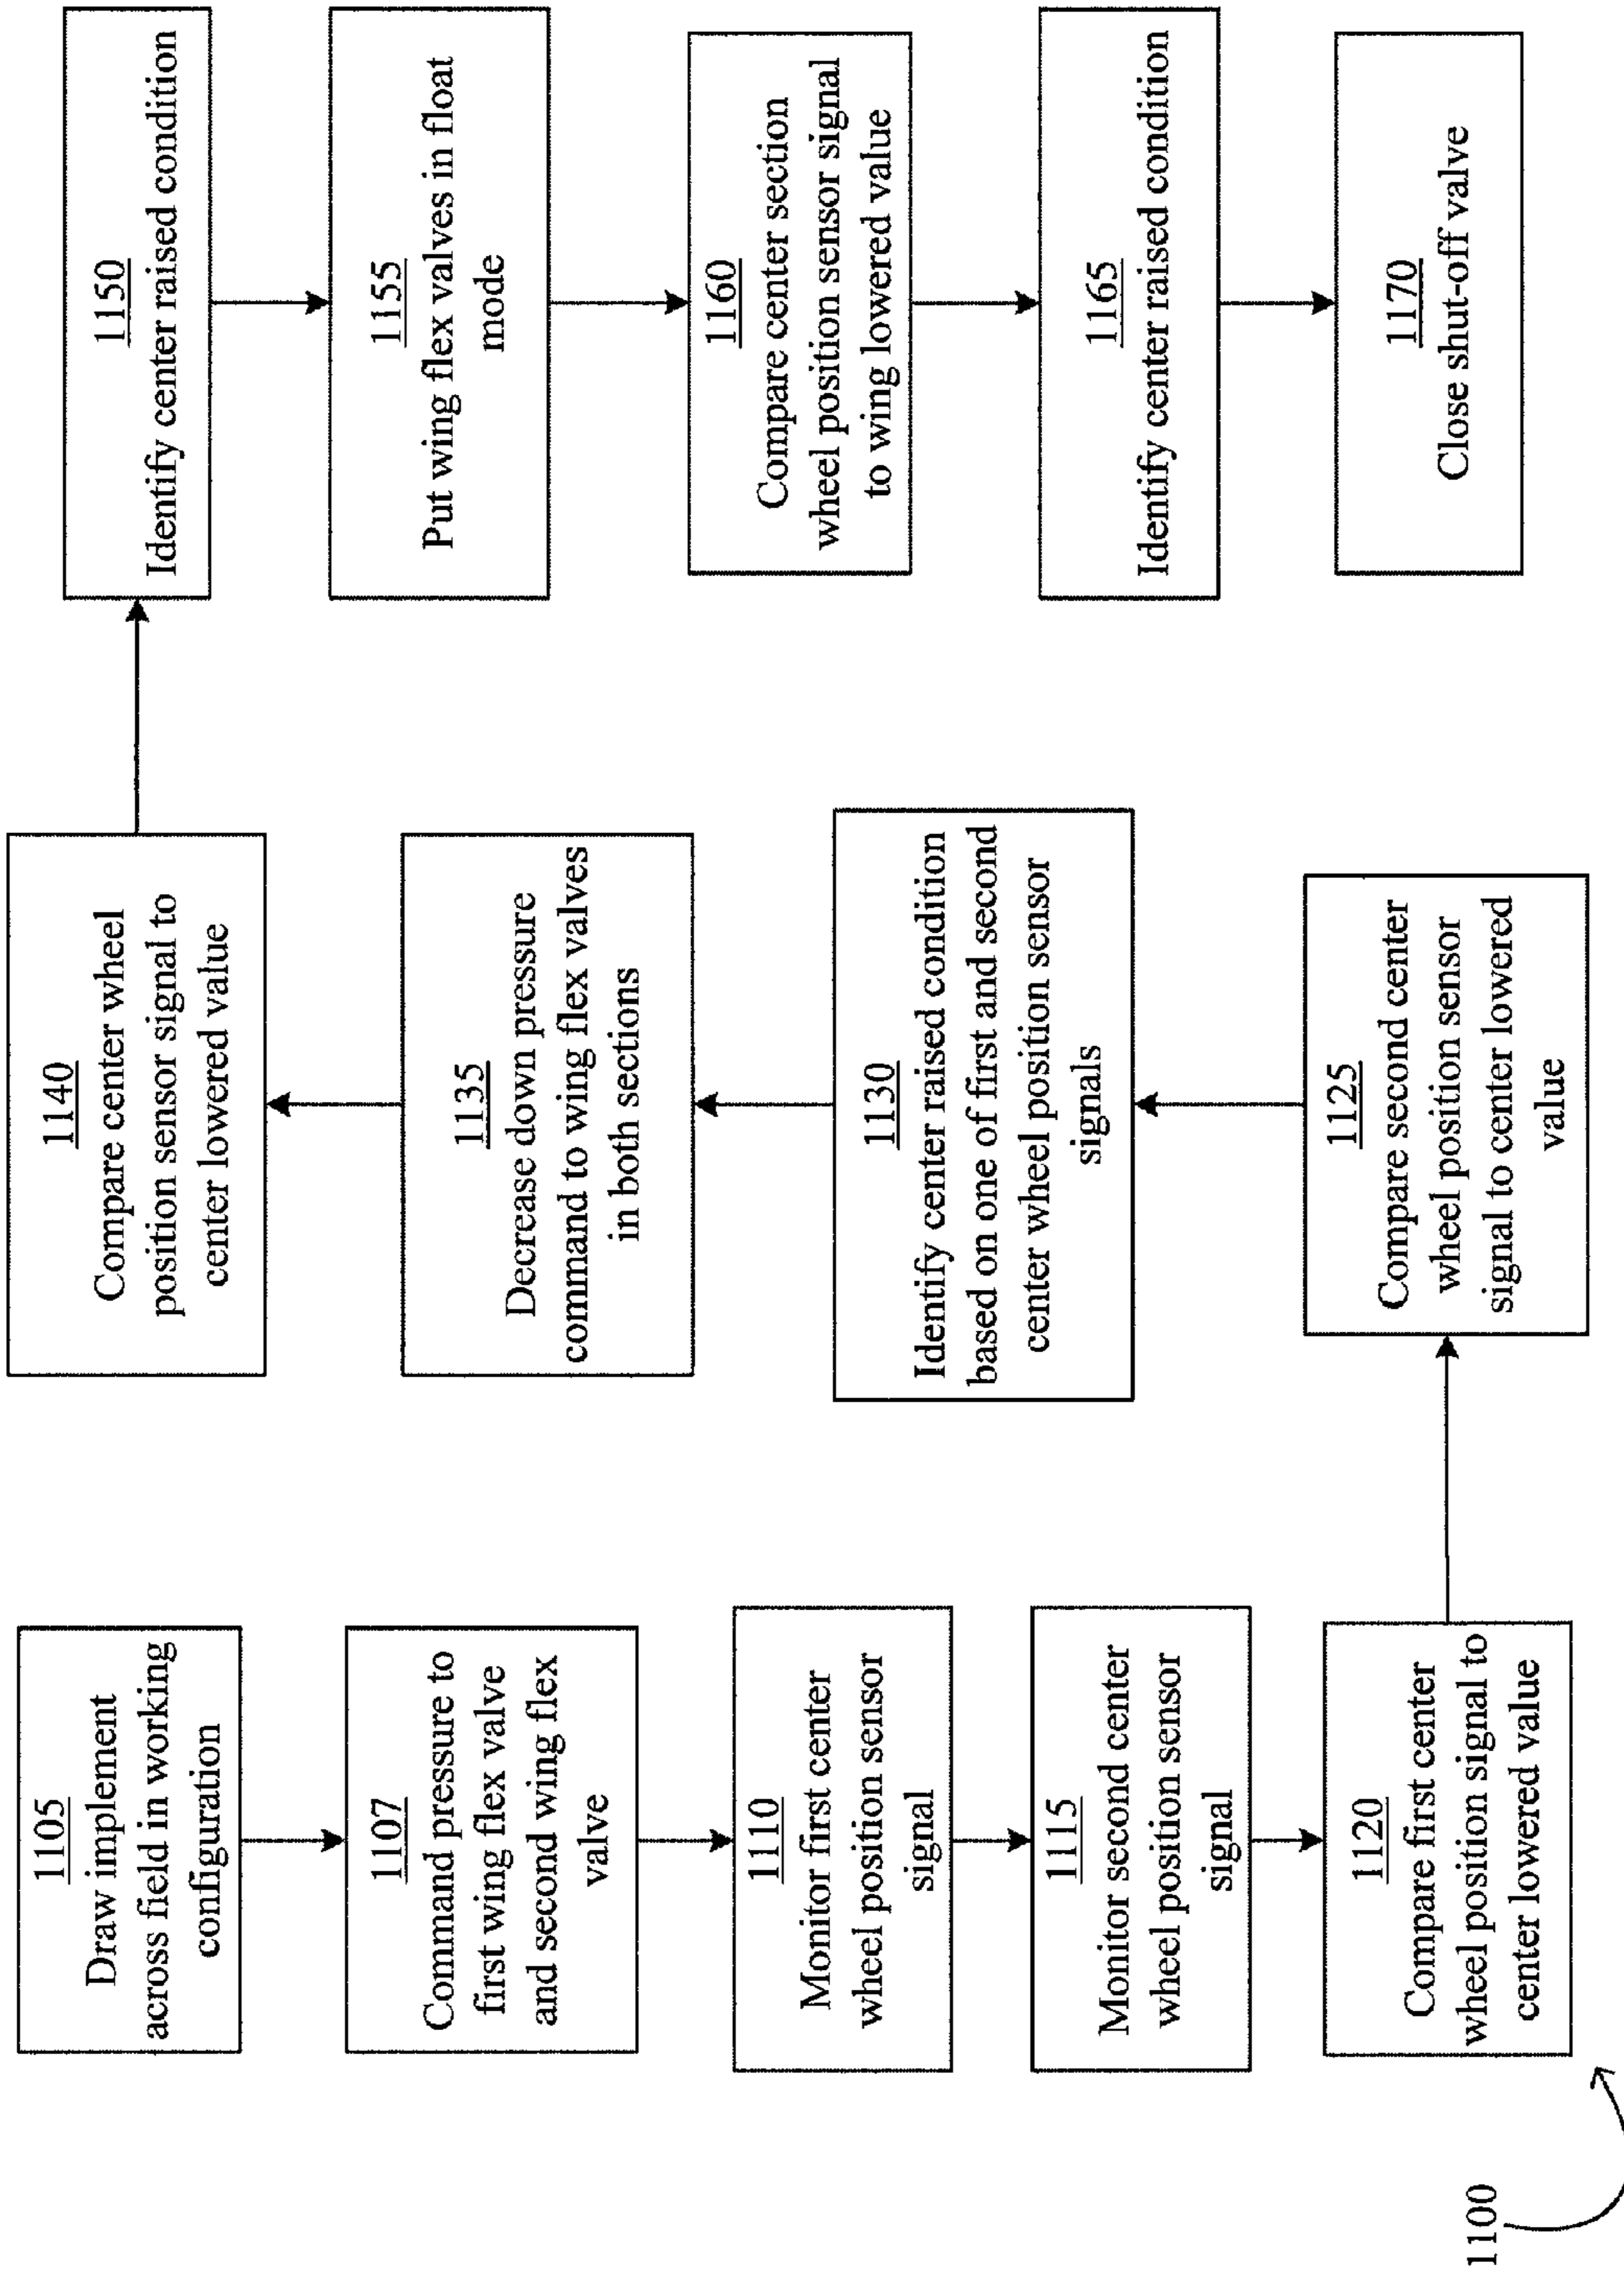 1105
Draw implement
across field in working
configuration
1107
Command pressure to
first wing flex valve
and second wing flex
valve
1110
Monitor first center
wheel position sensor
signal
1115
Monitor second center
wheel position sensor
signal
1120
Compare first center
wheel position signal to
center lowered value
1125
Compare second center
wheel position sensor
signal to center lowered
value
1130
Identify center raised condition
based on one of first and second
center wheel position sensor
signals
1135
Decrease down pressure
command to wing flex valves
in both sections
1140
Compare center wheel
position sensor signal to
center lowered value
1150
Identify center raised condition
1155
Put wing flex valves in float
mode
1160
Compare center section
wheel position sensor signal
to wing lowered value
1165
Identify center raised condition
1170
Close shut-off valve
1100